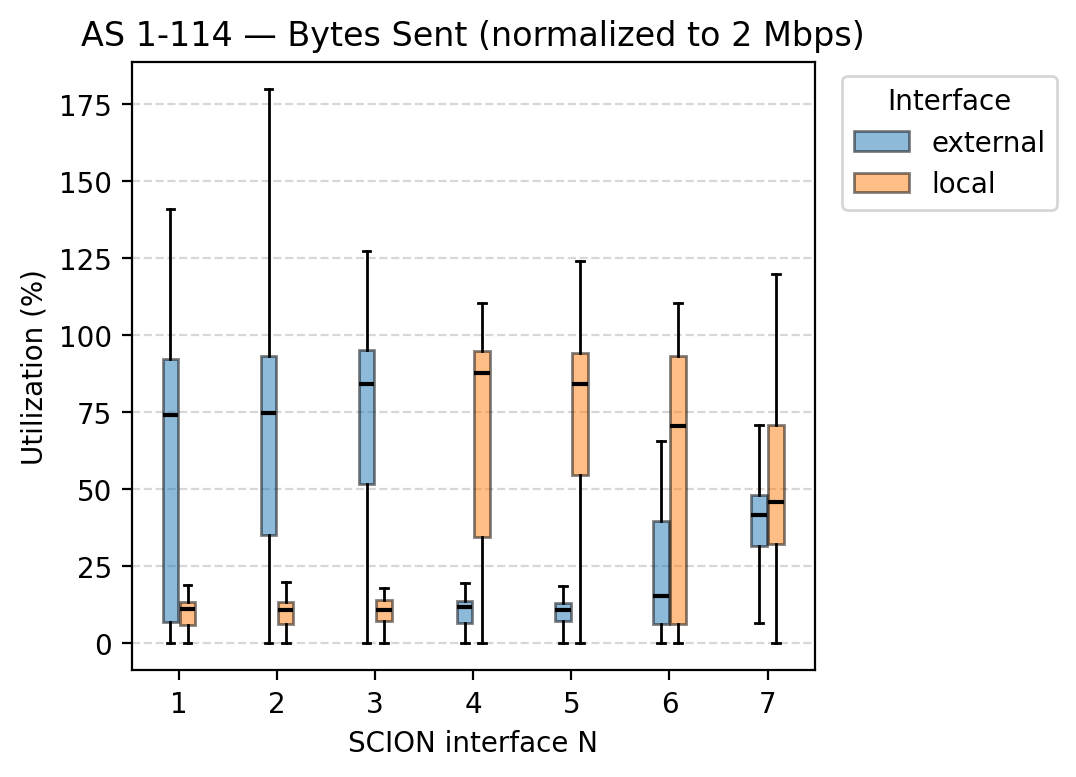 AS 1-114 — Bytes Sent (normalized to 2 Mbps)
Interface
external
local
Utilization (%)
175
150
125
100
75
50
25
0
1 2 3 4 5 6 7
SCION interface N